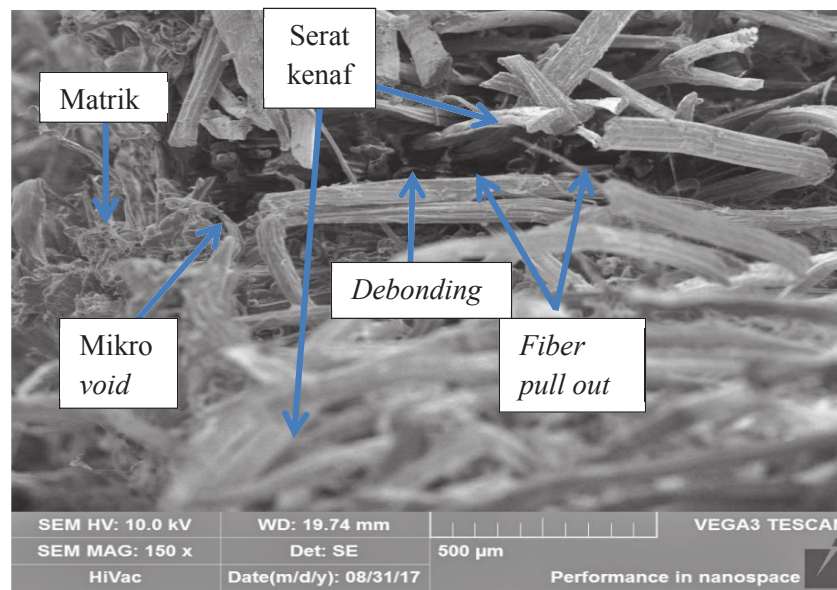 Serat
kenaf
Matrik
Debonding
Mikro
void
Fiber
pull out
SEM HV: 10.0 kV
WD: 19.74 mm
VEGA3 TESCAN
SEM MAG: 150 x
Det: SE
500 µm
HiVac
Date(m/d/y): 08/31/17
Performance in nanospace